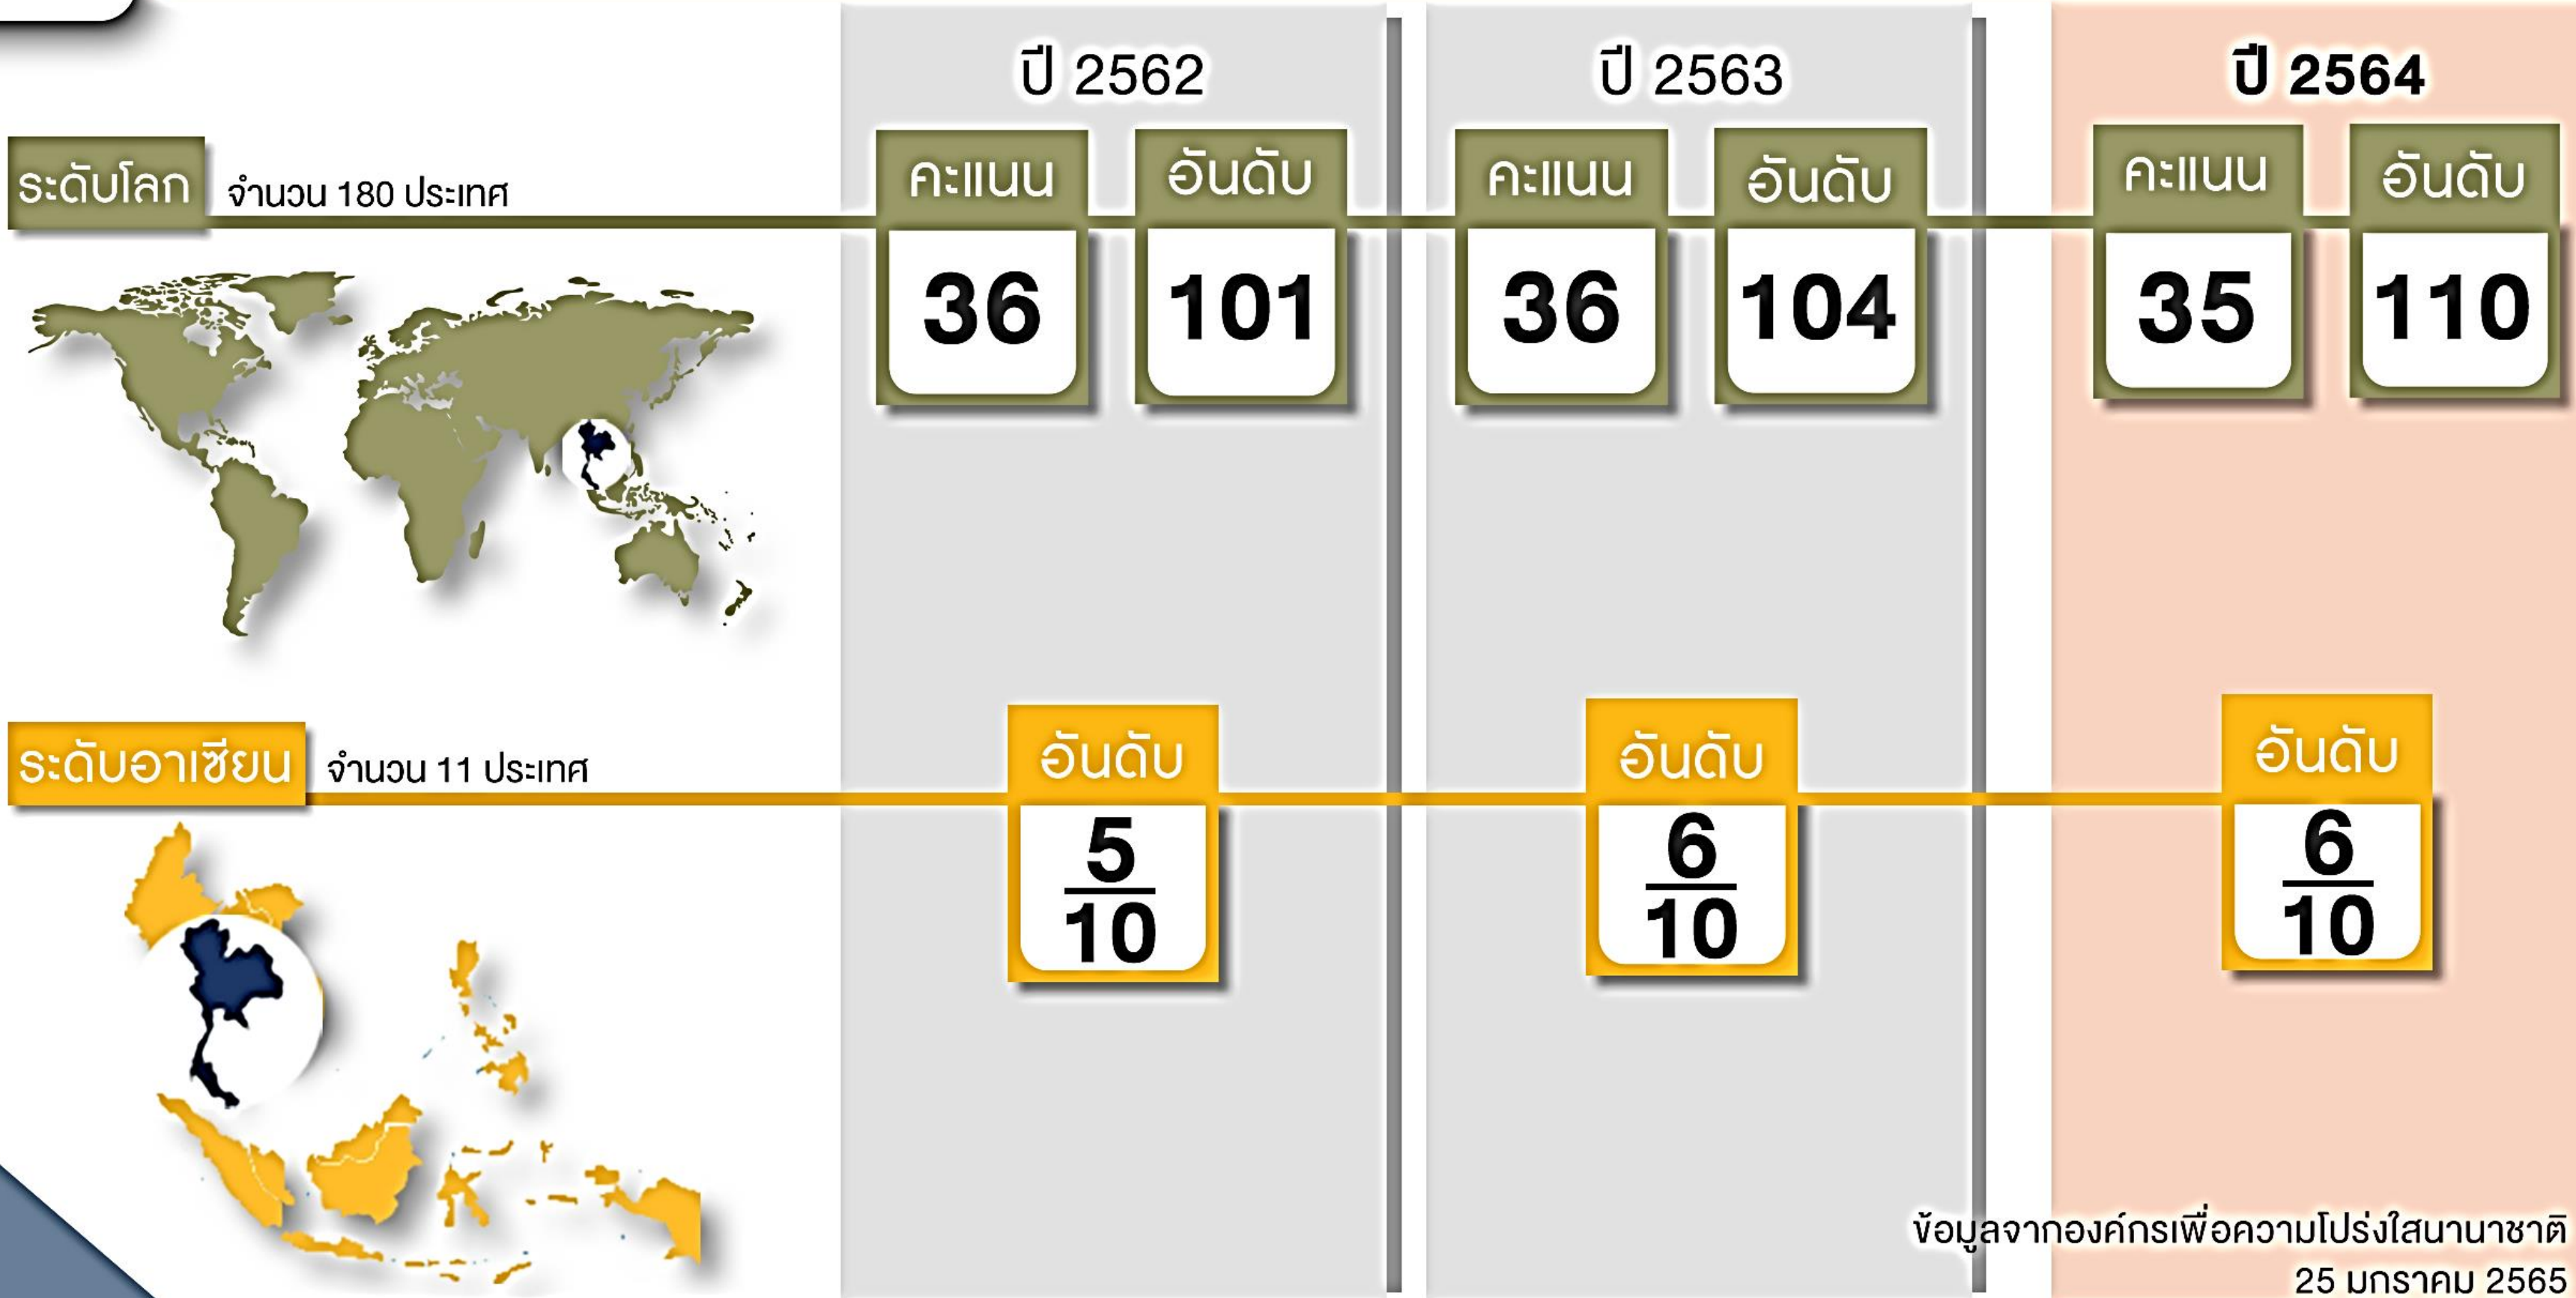 ปี 2562
ปี 2563
ปี 2564
ระดับโลก จำนวน 180 ประเทศ
คะแนน อันดับ คะแนน อันดับ คะแนน อันดับ
36 101 36 104 35 110
ระดับอาเซียน จำนวน 11 ประเทศ
อันดับ อันดับ อันดับ
5 6 6
10 10 10
ข้อมูลจากองค์กรเพื่อความโปร่งใสนานาชาติ
25 มกราคม 2565